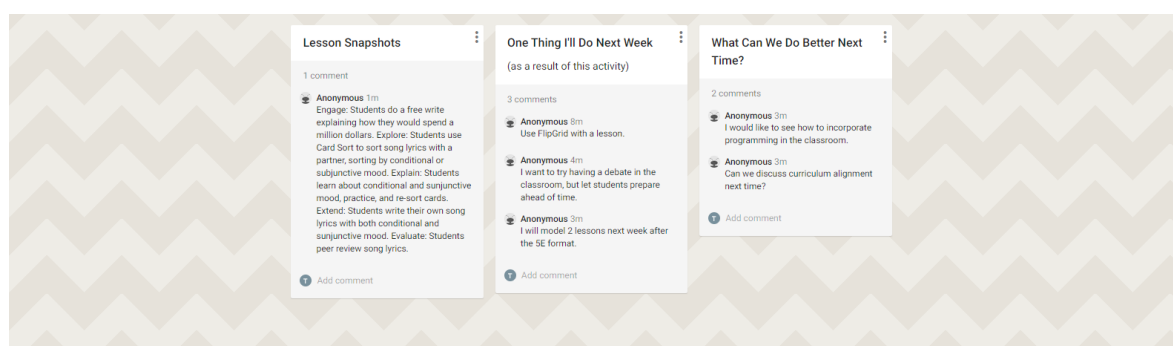 Lesson Snapshots
1 comment
Anonymous 1m
Engage: Students do a free write
explaining how they would spend a
million dollars. Explore: Students use
Card Sort to sort song lyrics with a
partner, sorting by conditional or
subjunctive mood. Explain: Students
learn about conditional and sunjunctive
mood, practice, and re-sort cards.
Extend: Students write their own song
lyrics with both conditional and
sunjunctive mood. Evaluate: Students
peer review song lyrics.
T Add comment
One Thing I'll Do Next Week
(as a result of this activity)
3 comments
Anonymous 8m
Use FlipGrid with a lesson.
Anonymous 4m
I want to try having a debate in the
classroom, but let students prepare
ahead of time.
Anonymous 3m
I will model 2 lessons next week after
the 5E format.
T Add comment
What Can We Do Better Next
Time?
2 comments
Anonymous 3m
I would like to see how to incorporate
programming in the classroom.
Anonymous 3m
Can we discuss curriculum alignment
next time?
T Add comment